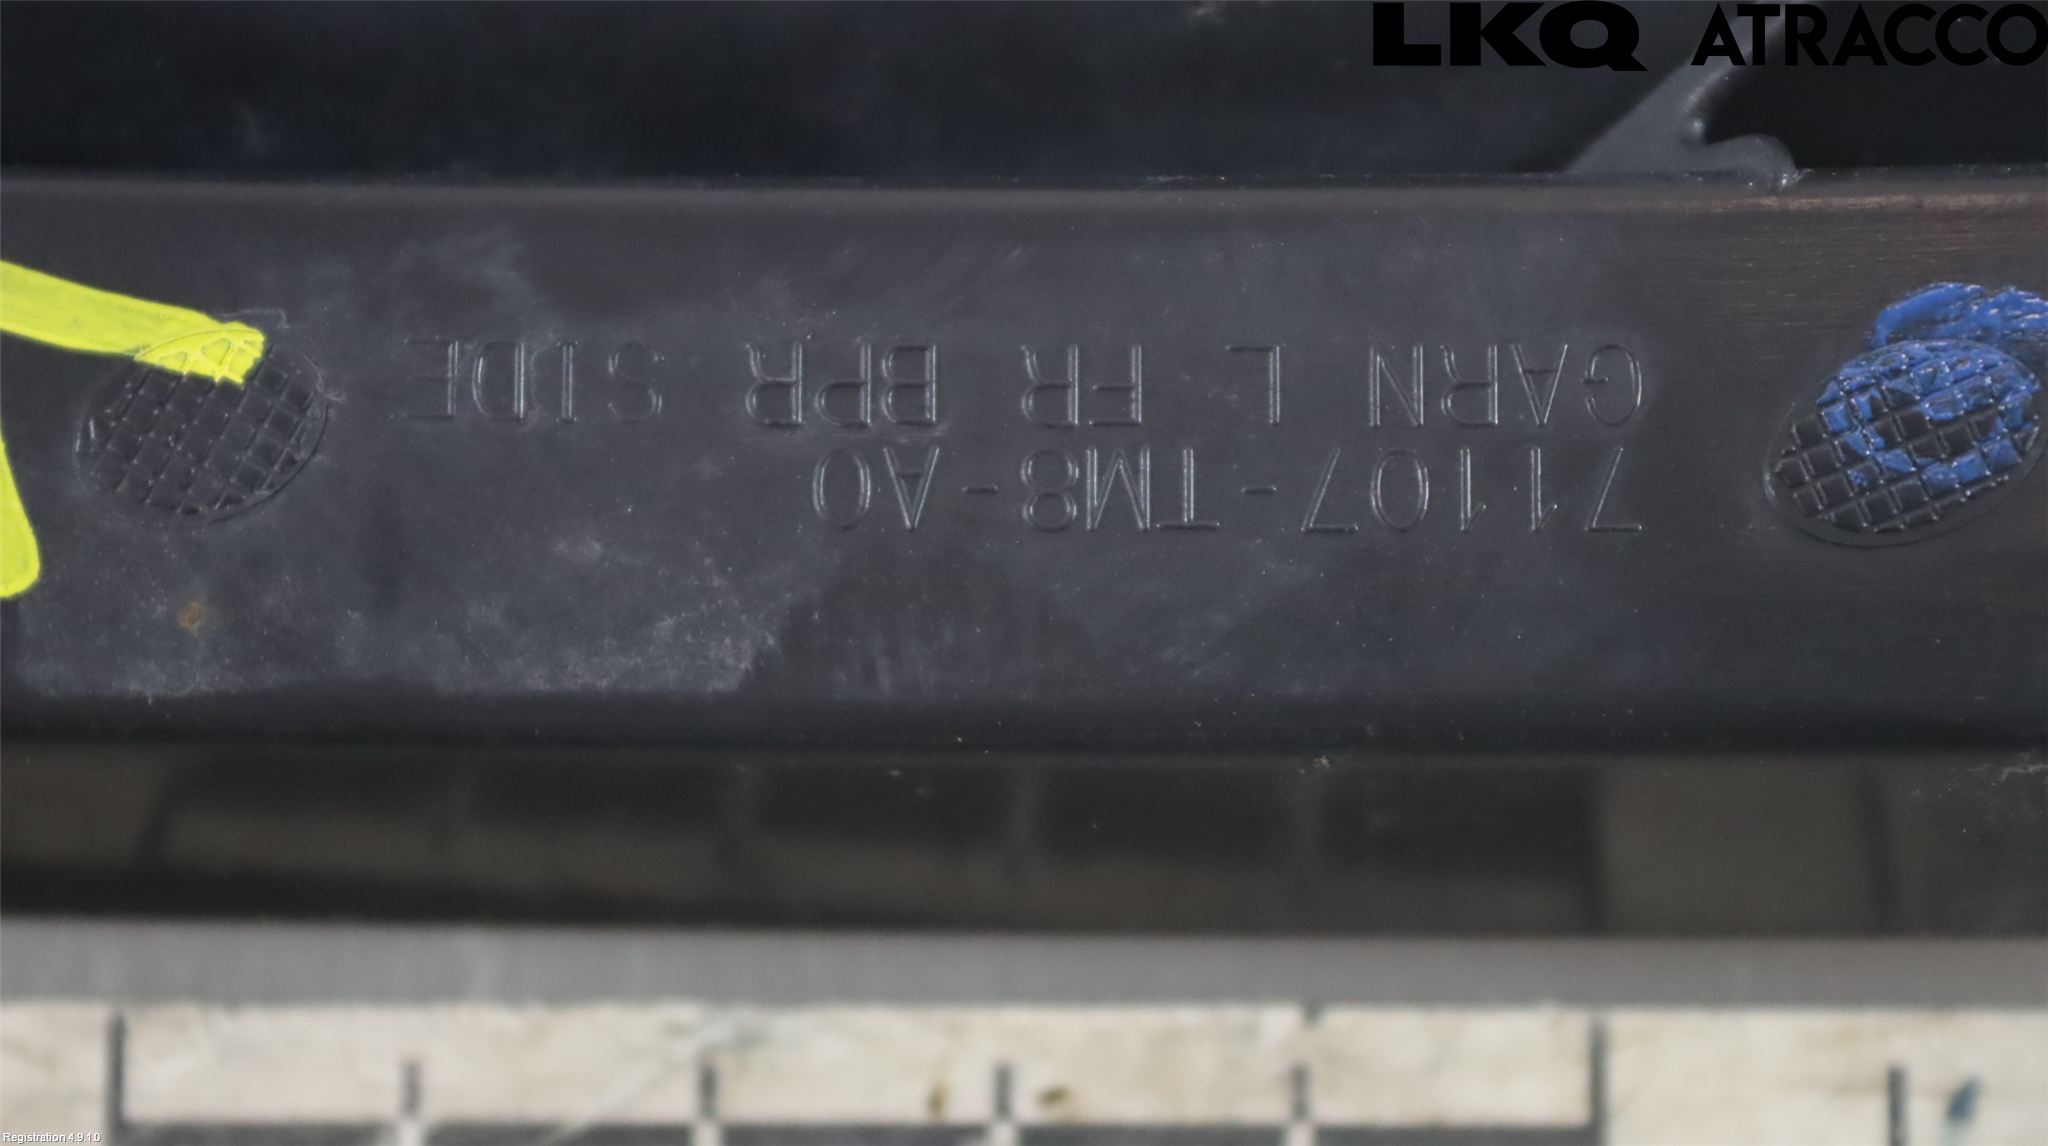 LKQ ATRACCO
71107-TM8-A0
GARN L FR BPR SIDE
Registration 4.9.1.0